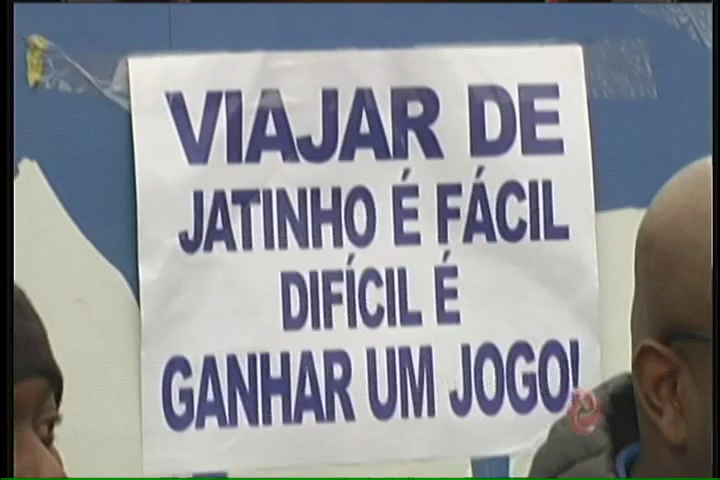 VIAJAR DE
JATINHO É FÁCIL
DIFÍCIL É
GANHAR UM JOGO!